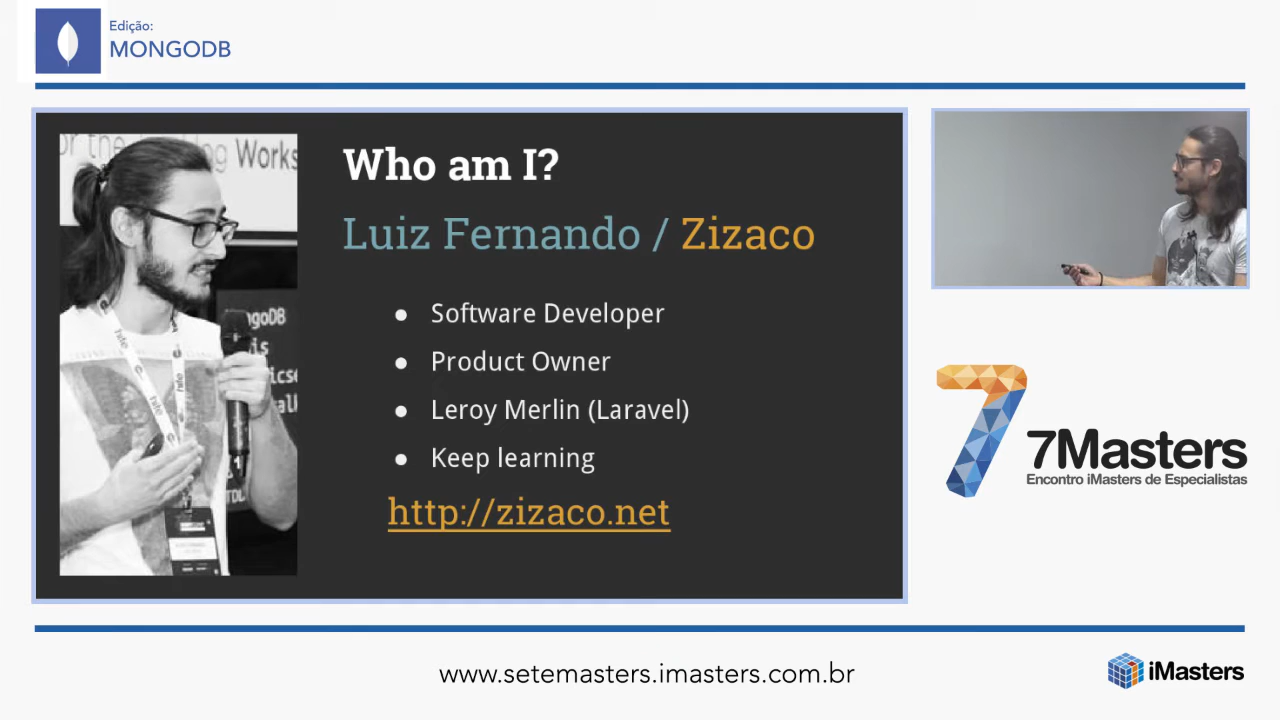 Edição:
MONGODB
Works
Who am I?
Luiz Fernando / Zizaco
● Software Developer
● Product Owner
● Leroy Merlin (Laravel)
● Keep learning
http://zizaco.net
7Masters
Encontro iMasters de Especialistas
www.setemasters.imasters.com.br
iMasters